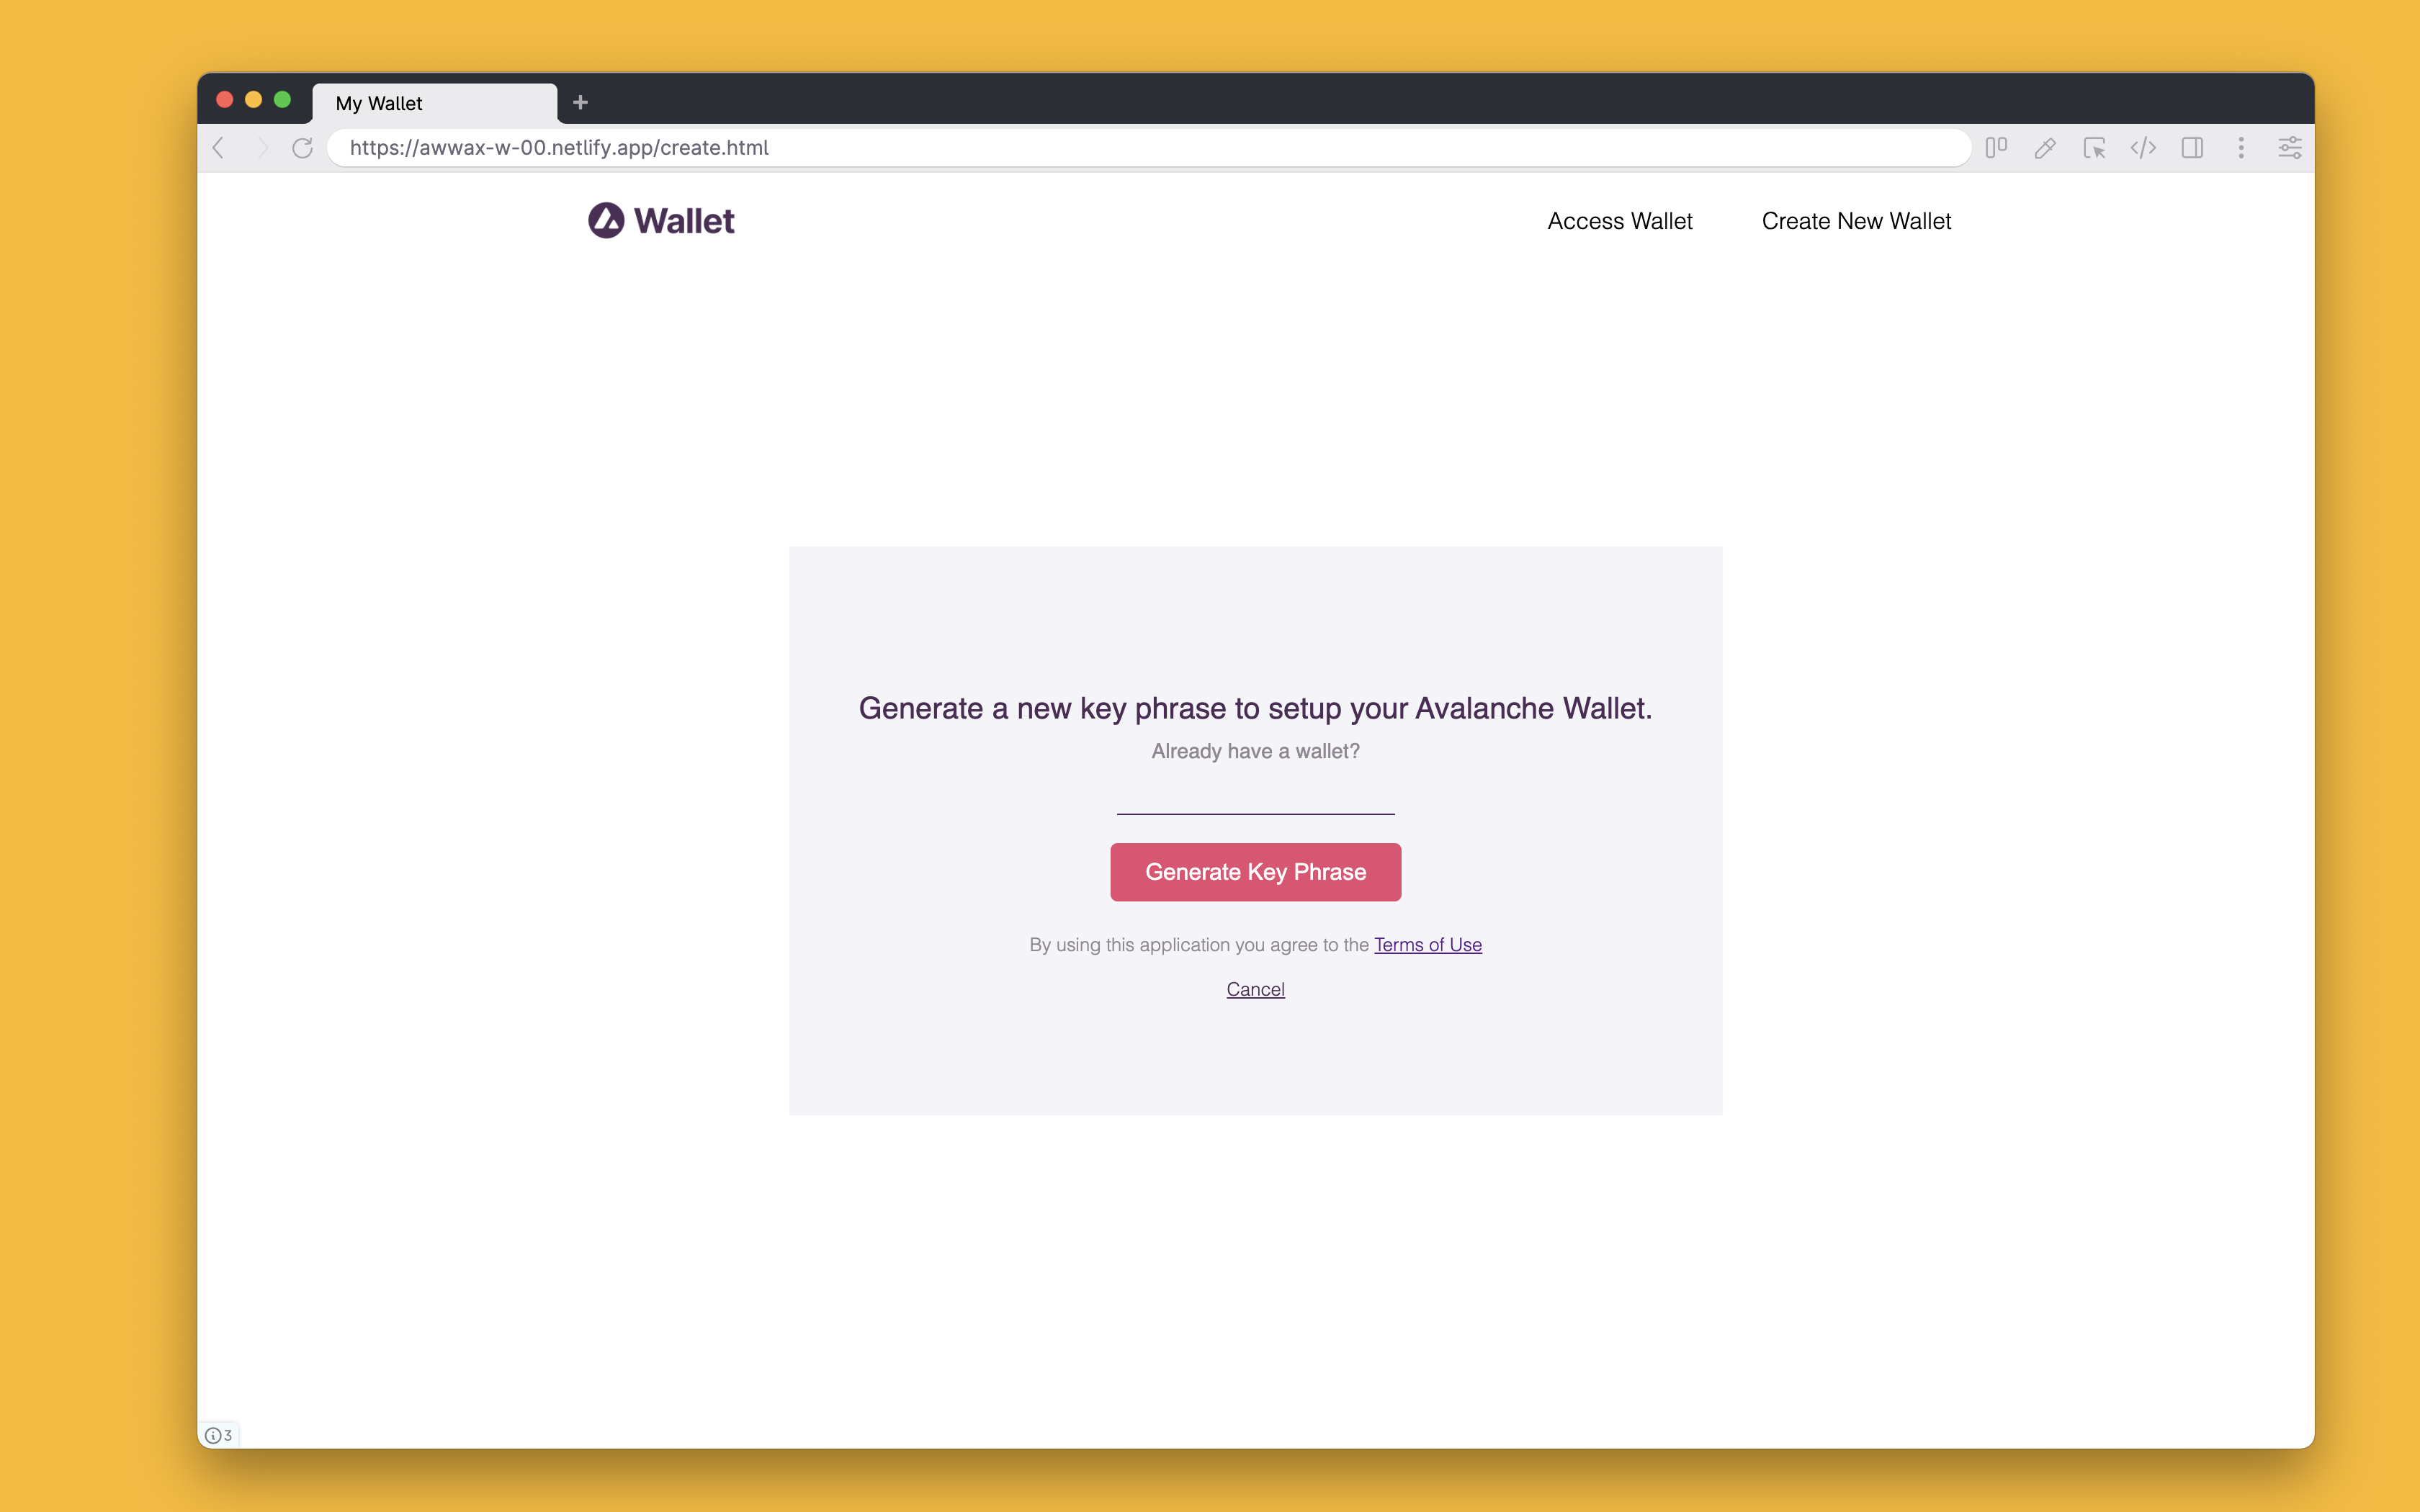 My Wallet
https://awwax-w-00.netlify.app/create.html
Wallet
Access Wallet
Create New Wallet
Generate a new key phrase to setup your Avalanche Wallet.
Already have a wallet?
Generate Key Phrase
By using this application you agree to the Terms of Use
Cancel
3